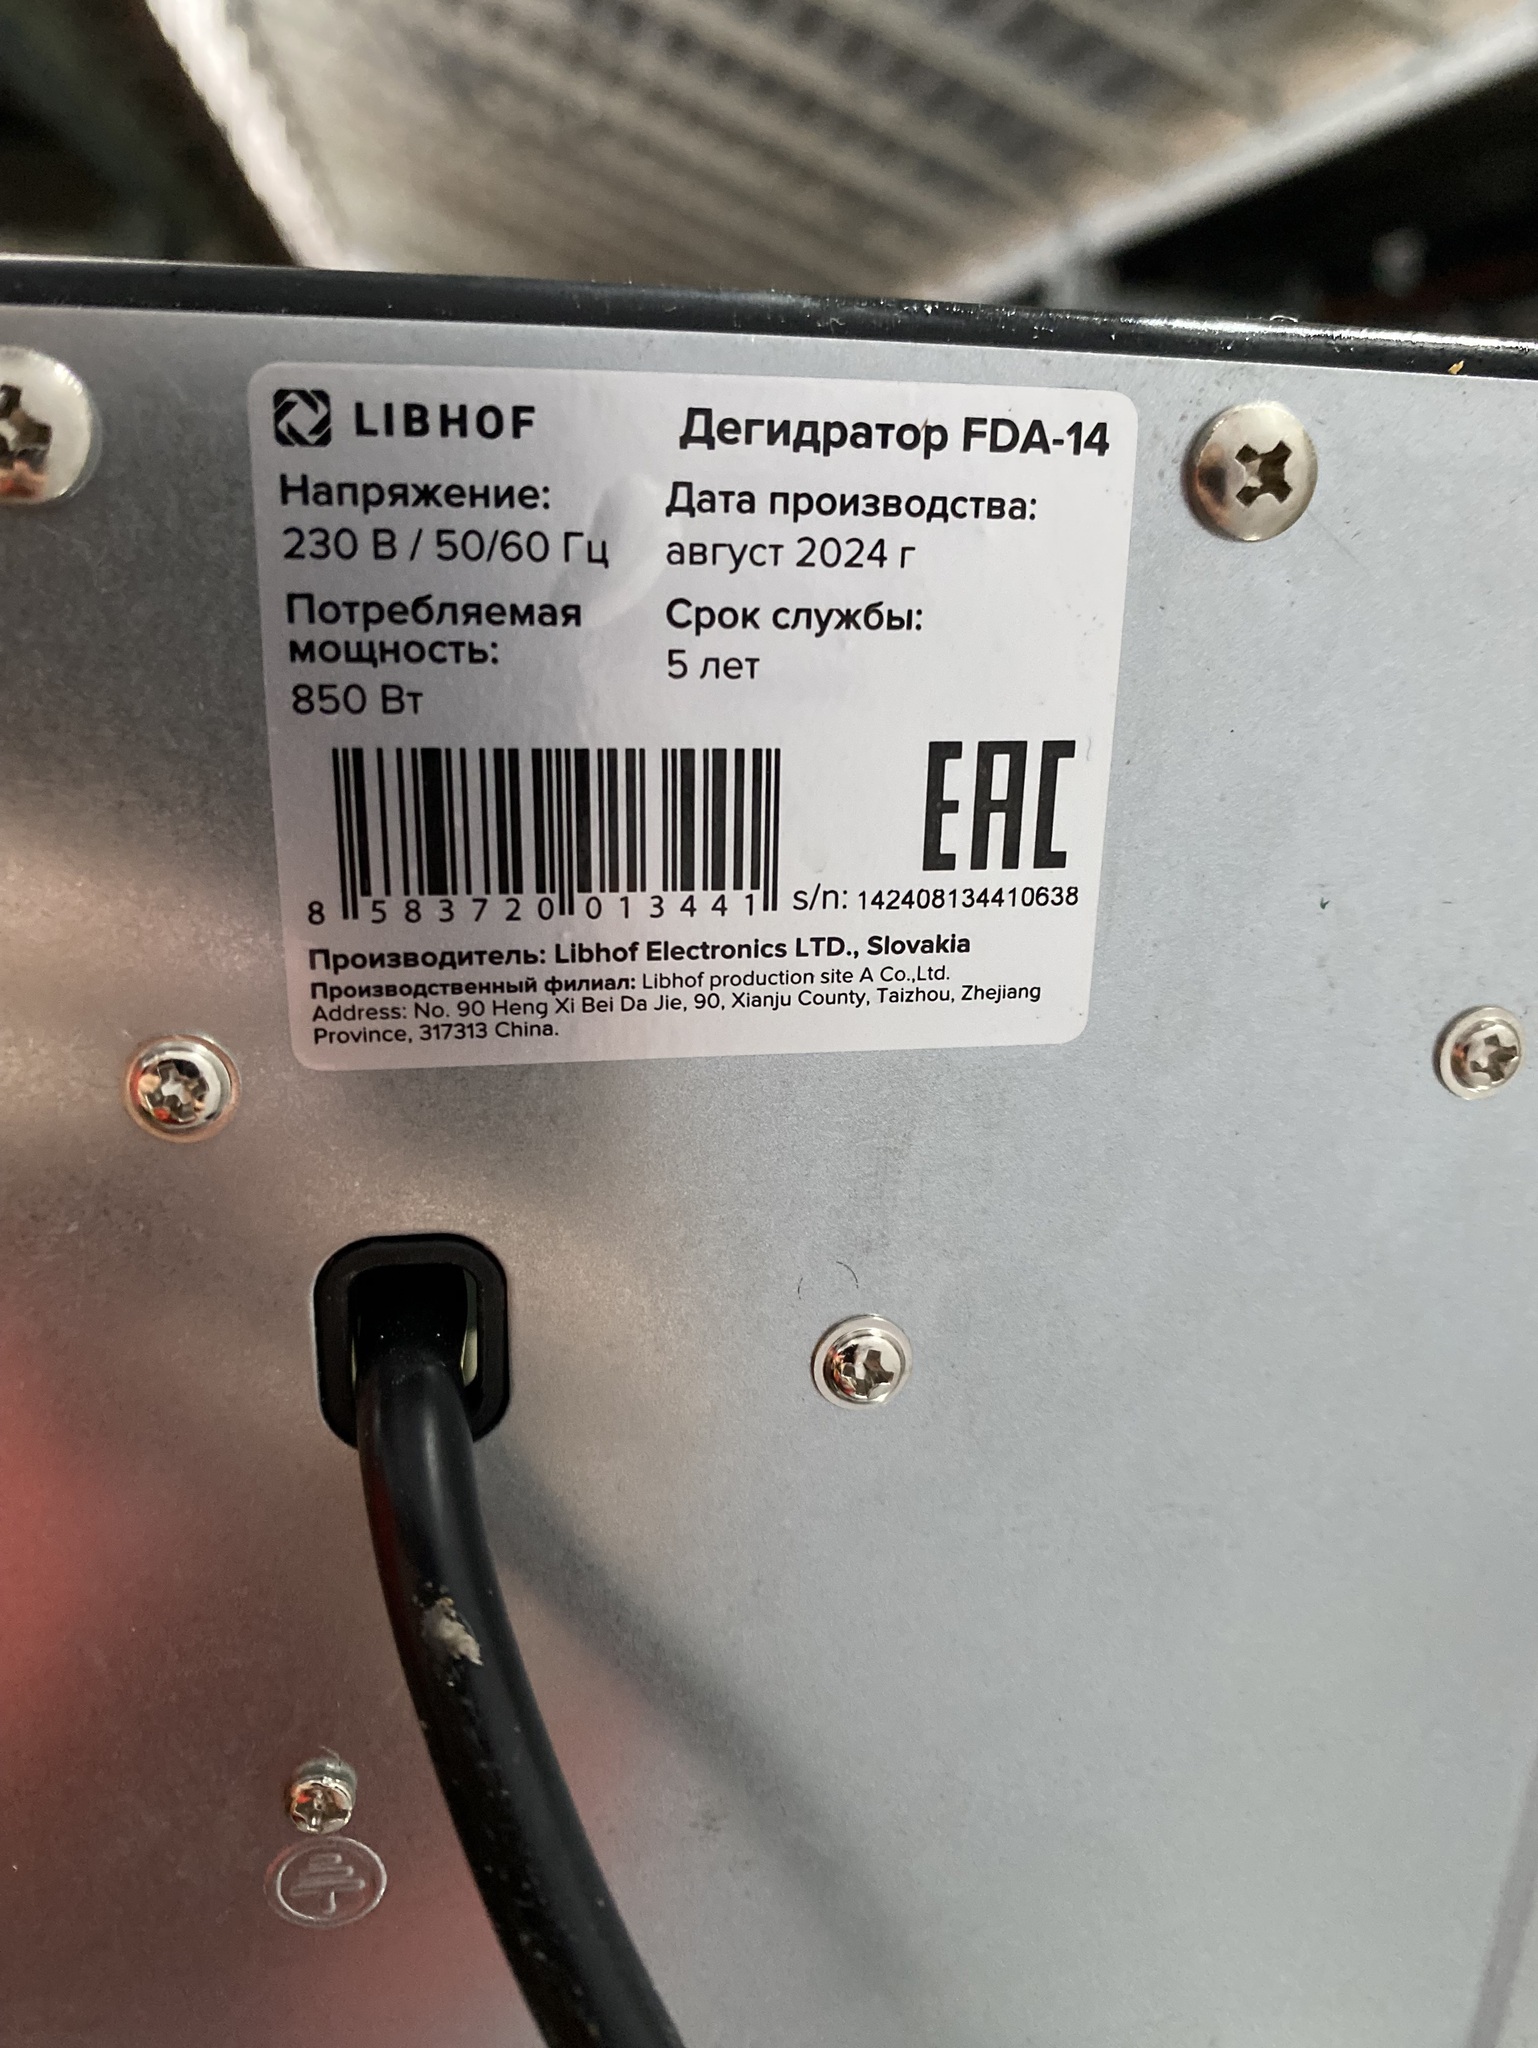 LIBHOF
Дегидратор FDA-14
Напряжение:
230 В / 50/60 Гц
Дата производства:
август 2024 г
Потребляемая
мощность:
850 Вт
Срок службы:
5 лет
EAC
8 583720 013441
s/n: 142408134410638
Производитель: Libhof Electronics LTD., Slovakia
Производственный филиал: Libhof production site A Co.,Ltd.
Address: No. 90 Heng Xi Bei Da Jie, 90, Xianju County, Taizhou, Zhejiang
Province, 317313 China.